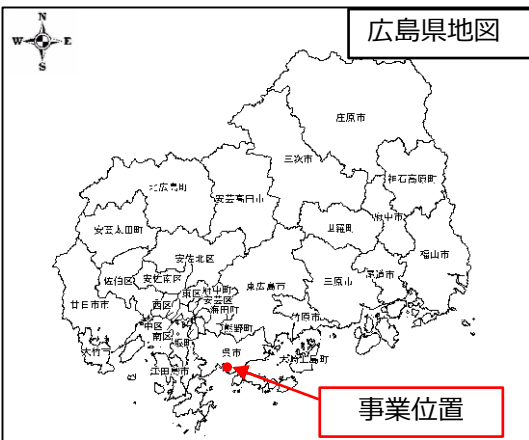 広島県地図
N
W E
S
庄原市
三次市
神石高原町
北広島町
安芸高田市
府中市
世羅町
安芸太田町
福山市
安佐北区
尾道市
三原市
東広島市
佐伯区
安佐南区
東区
府中町
安芸区
海田町
廿日市市
西区
竹原市
中区
南区
坂町
熊野町
大竹市
呉市
大崎上島町
江田島市
事業位置